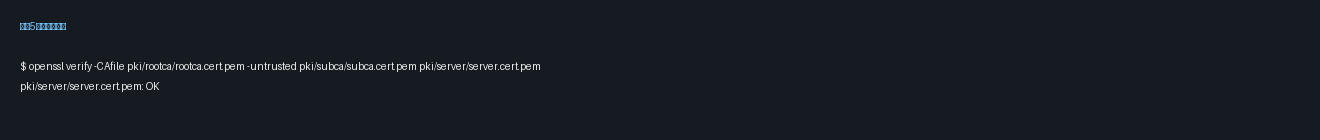 5
$ openssl verify -CAfile pki/rootca/rootca.cert.pem -untrusted pki/subca/subca.cert.pem pki/server/server.cert.pem
pki/server/server.cert.pem: OK